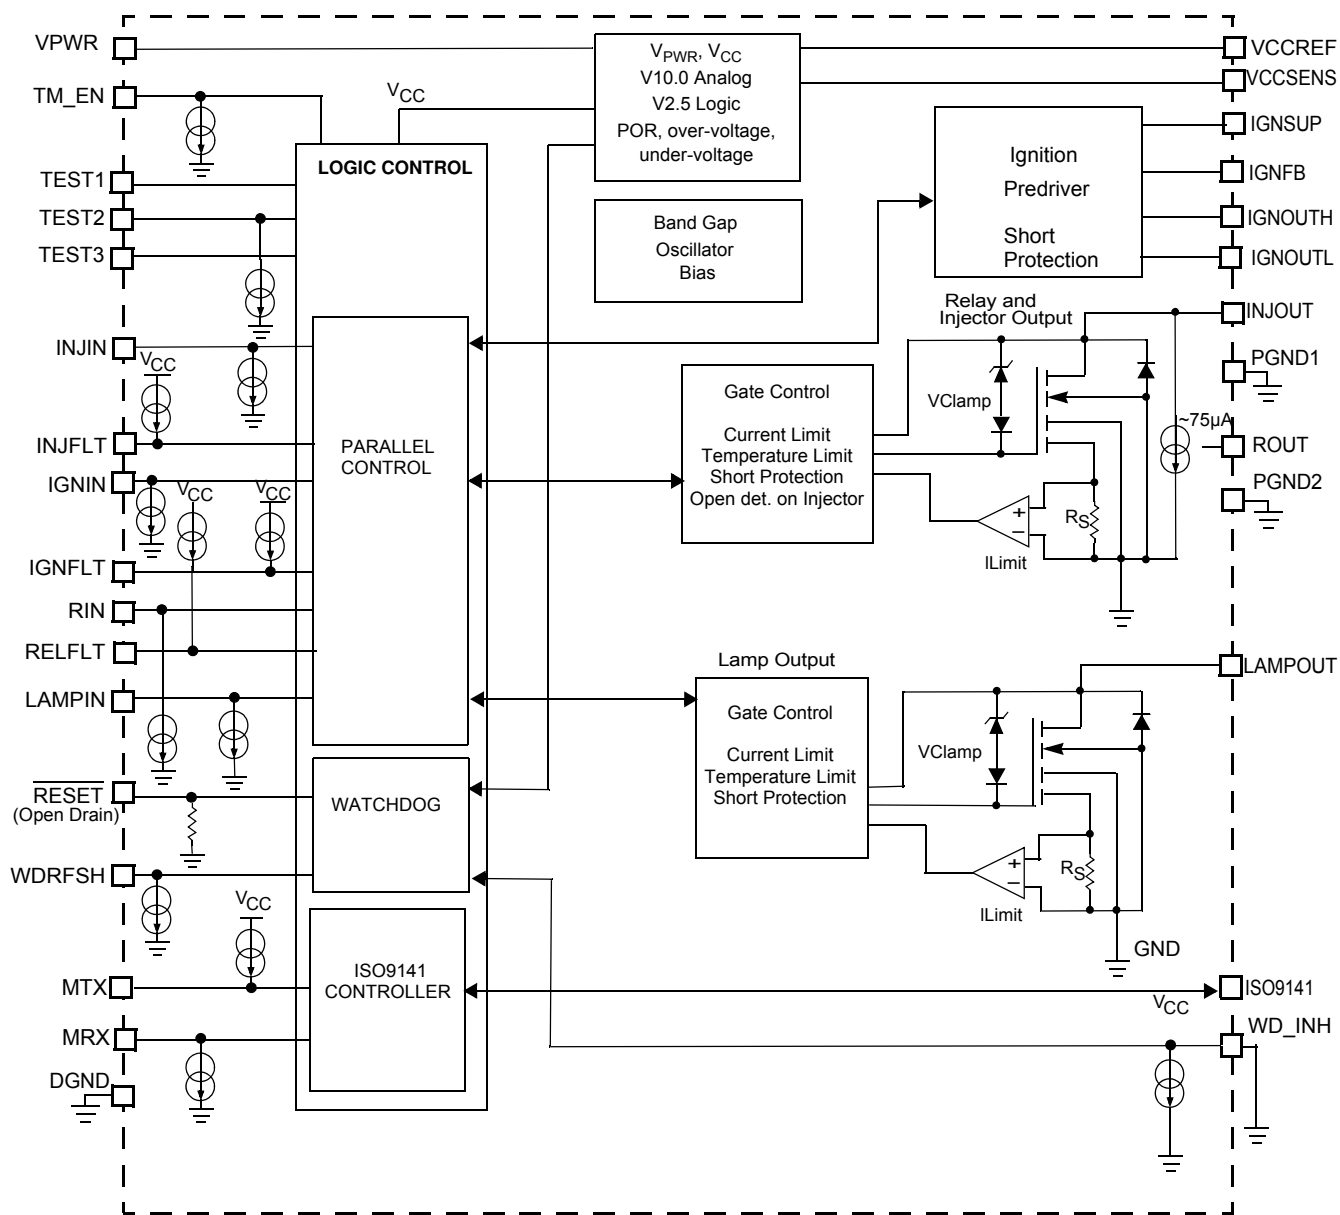 VPWR
TM_EN
TEST1
TEST2
TEST3
INJIN
VCC
INJFLT
IGNIN
VCC
VCC
IGNFLT
RIN
RELFLT
LAMPIN
RESET
(Open Drain)
WDRFSH
VCC
MTX
MRX
DGND
VCC
LOGIC CONTROL
PARALLEL
CONTROL
WATCHDOG
ISO9141
CONTROLLER
VPWR, VCC
V10.0 Analog
V2.5 Logic
POR, over-voltage,
under-voltage
Band Gap
Oscillator
Bias
Ignition
Predriver
Short
Protection
Relay and
Injector Output
Gate Control
Current Limit
Temperature Limit
Short Protection
Open det. on Injector
VClamp
+
–
RS
ILimit
~75µA
Lamp Output
Gate Control
Current Limit
Temperature Limit
Short Protection
VClamp
+
–
RS
ILimit
GND
VCC
VCCREF
VCCSENS
IGNSUP
IGNFB
IGNOUTH
IGNOUTL
INJOUT
PGND1
ROUT
PGND2
LAMPOUT
ISO9141
WD_INH